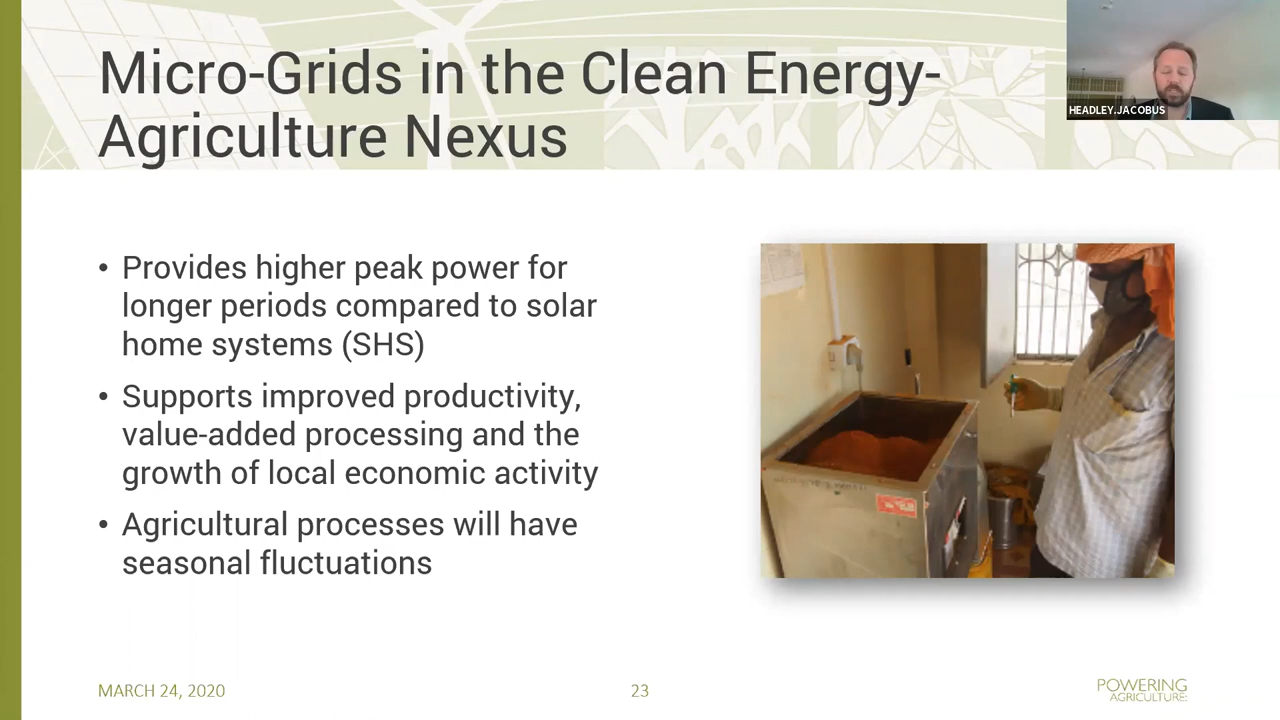 Micro-Grids in the Clean Energy-
Agriculture Nexus
HEADLEY.JACOBUS
• Provides higher peak power for
longer periods compared to solar
home systems (SHS)
• Supports improved productivity,
value-added processing and the
growth of local economic activity
• Agricultural processes will have
seasonal fluctuations
MARCH 24, 2020
23
POWERING
AGRICULTURE: